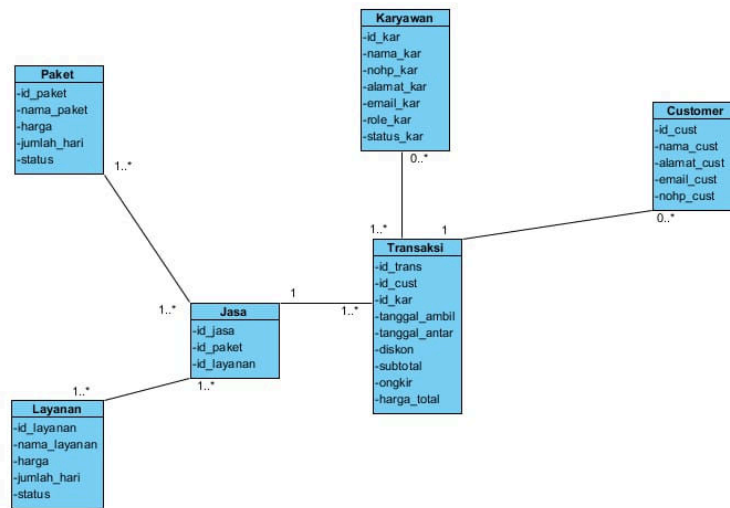 Karyawan
-id_kar
-nama_kar
-nohp_kar
-alamat_kar
-email_kar
-role_kar
-status_kar
0..*
Paket
-id_paket
-nama_paket
-harga
-jumlah_hari
-status
1..*
Customer
-id_cust
-nama_cust
-alamat_cust
-email_cust
-nohp_cust
0..*
1..*
1
Transaksi
-id_trans
-id_cust
-id_kar
-tanggal_ambil
-tanggal_antar
-diskon
-subtotal
-ongkir
-harga_total
1..*
1
1..*
Jasa
-id_jasa
-id_paket
-id_layanan
1..*
1..*
Layanan
-id_layanan
-nama_layanan
-harga
-jumlah_hari
-status